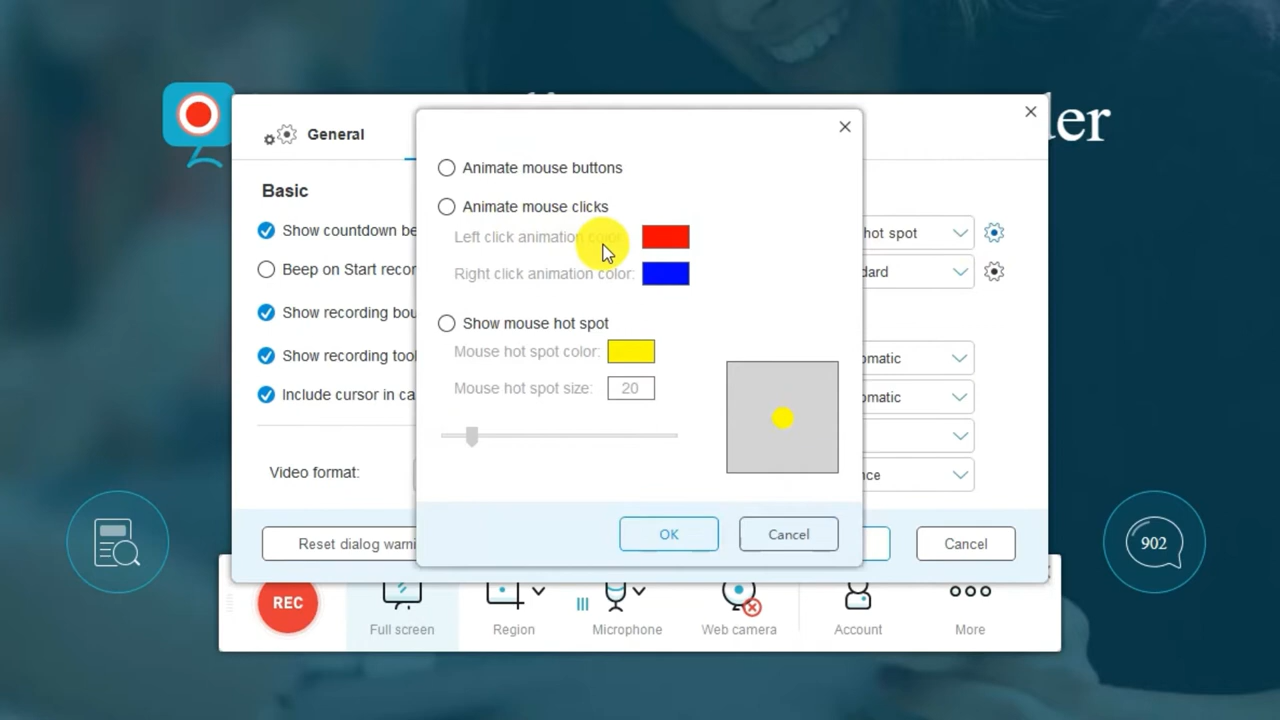 der
General
Animate mouse buttons
Basic
Animate mouse clicks
Show countdown be
Left click animation
hot spot
Beep on Start recor
Right click animation color:
dard
Show recording bou
Show mouse hot spot
Show recording tool
Mouse hot spot color:
omatic
Include cursor in ca
Mouse hot spot size:
20
omatic
Video format:
nce
Reset dialog warni
OK
Cancel
Cancel
902
REC
Full screen
Region
Microphone
Web camera
Account
More